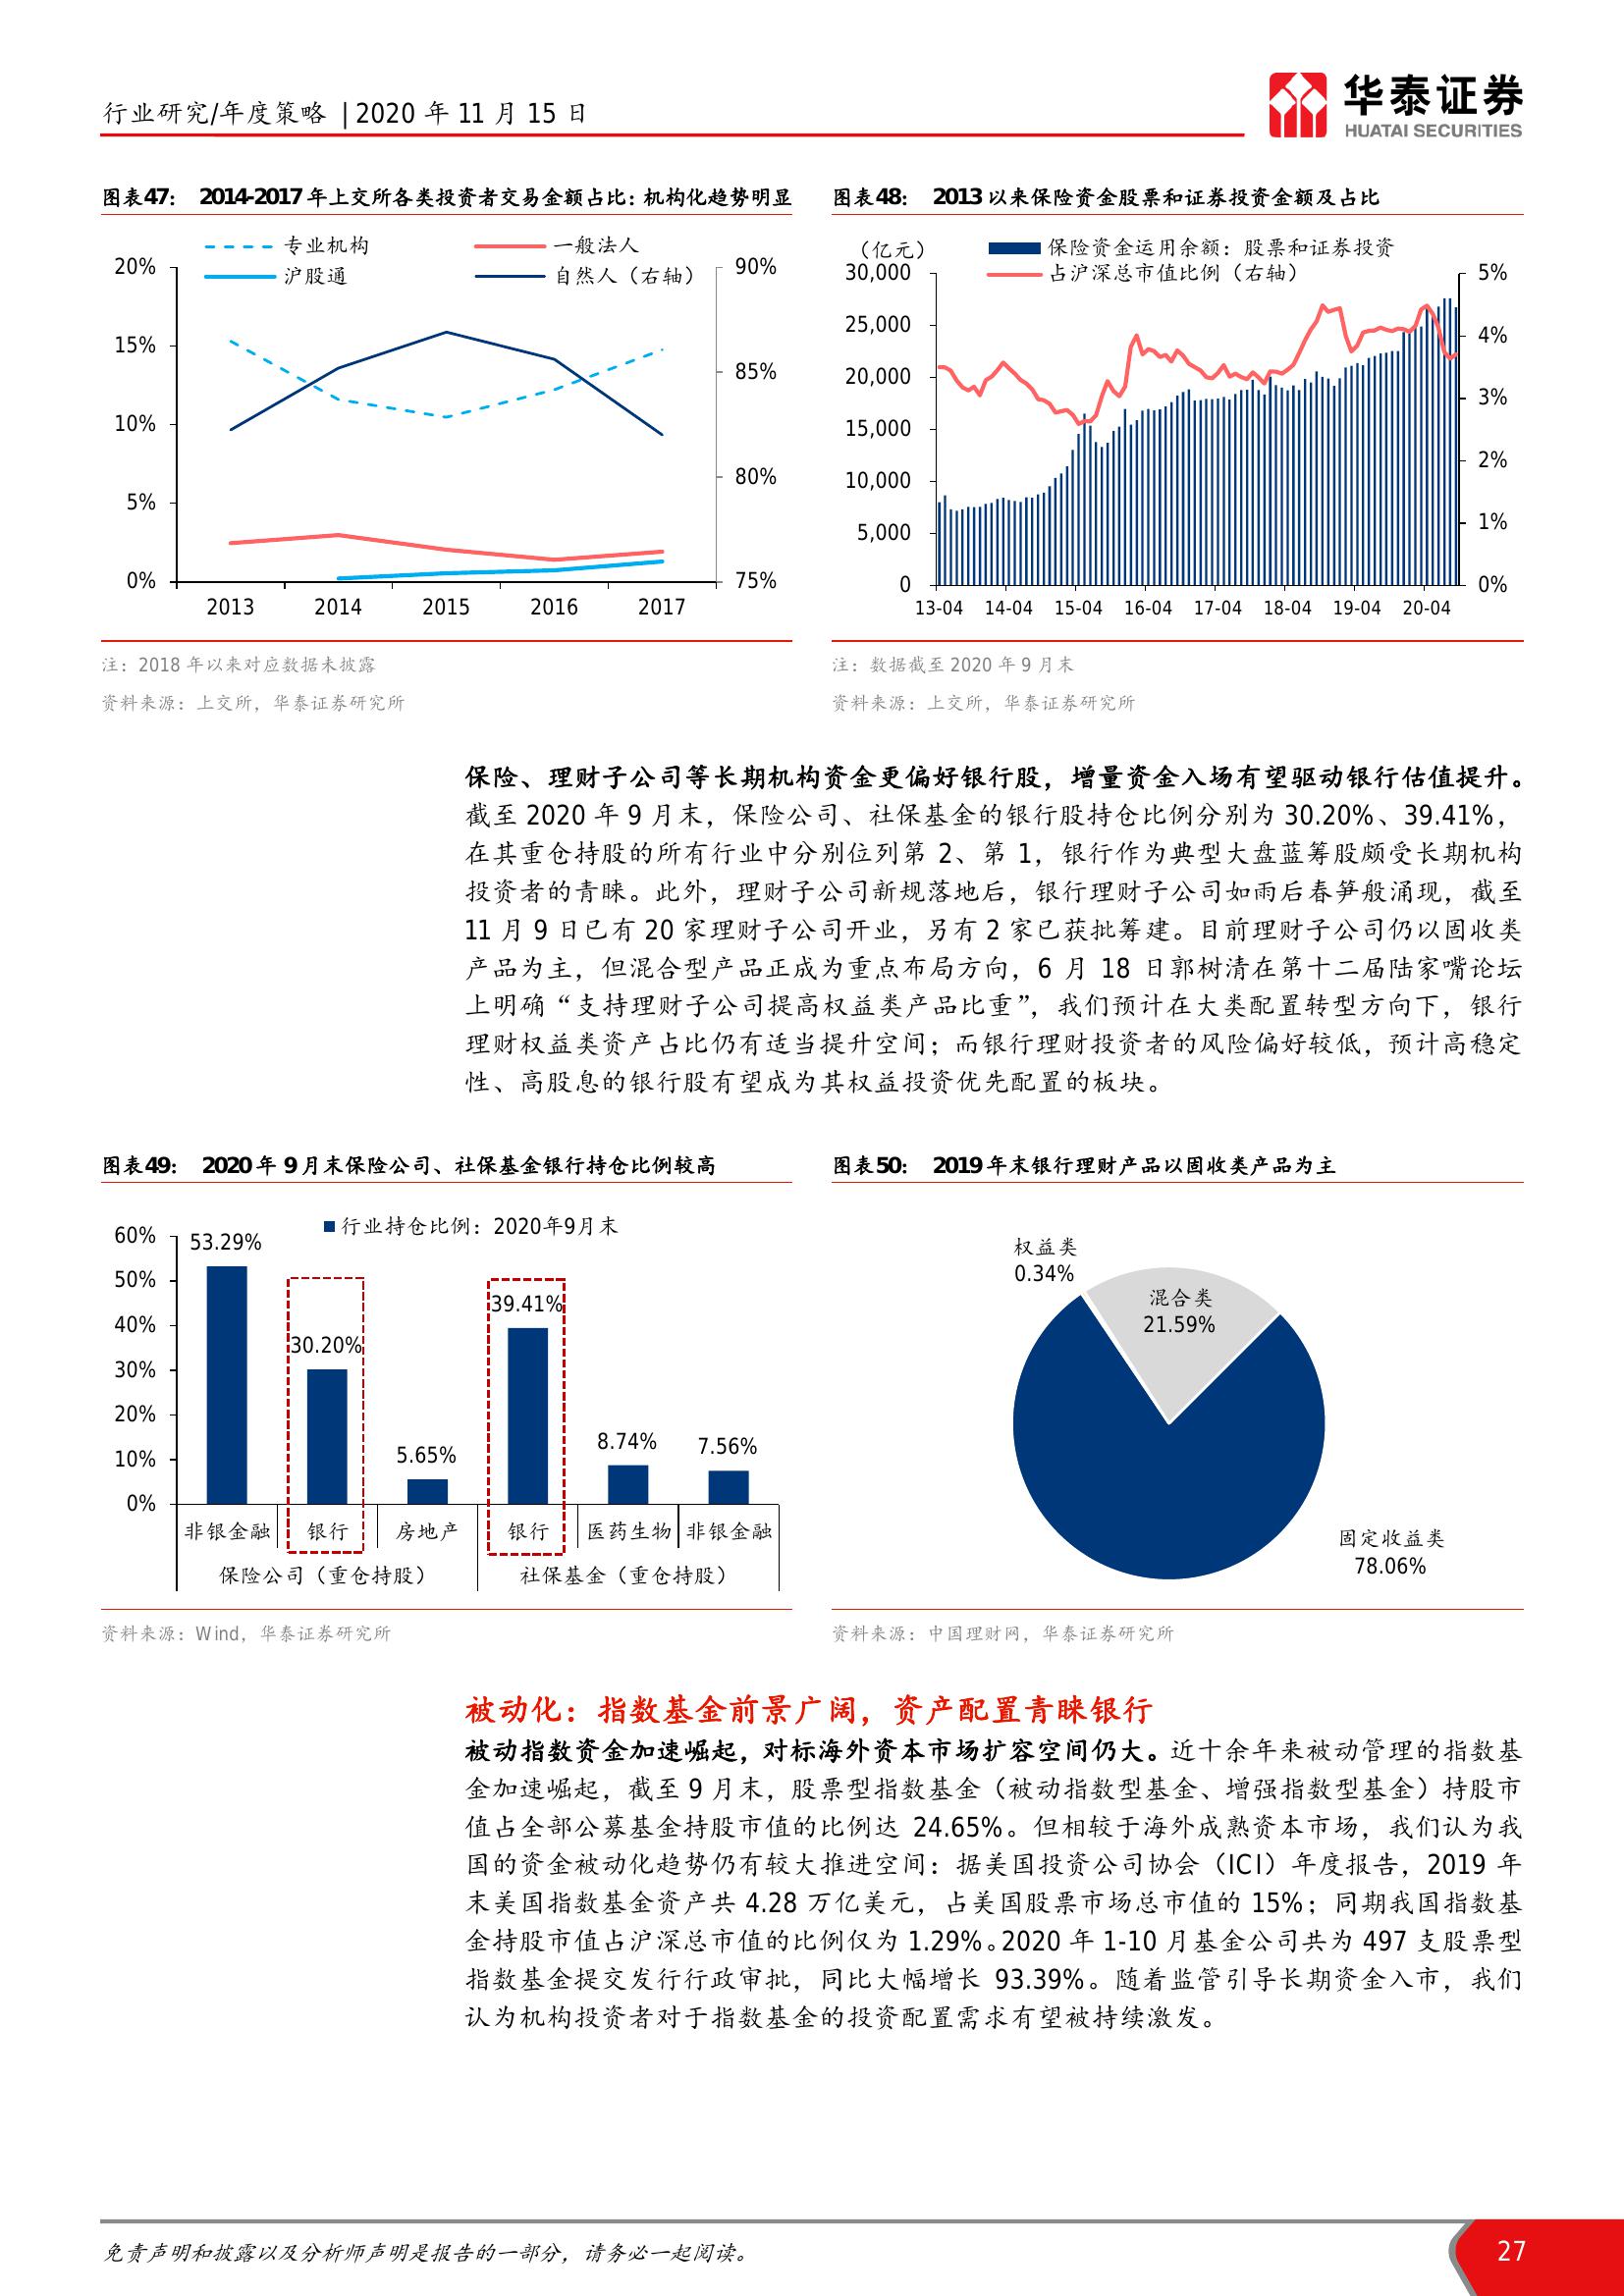 行业研究/年度策略 | 2020 年 11 月 15 日
华泰证券
HUATAI SECURITIES
图表47： 2014-2017 年上交所各类投资者交易金额占比：机构化趋势明显
专业机构
一般法人
沪股通
自然人（右轴）
20%
15%
10%
5%
0%
90%
85%
80%
75%
2013 2014 2015 2016 2017
注：2018 年以来对应数据未披露
资料来源：上交所，华泰证券研究所
图表48： 2013 以来保险资金股票和证券投资金额及占比
（亿元）
保险资金运用余额：股票和证券投资
占沪深总市值比例（右轴）
30,000
25,000
20,000
15,000
10,000
5,000
0
5%
4%
3%
2%
1%
0%
13-04 14-04 15-04 16-04 17-04 18-04 19-04 20-04
注：数据截至 2020 年 9 月末
资料来源：上交所，华泰证券研究所
保险、理财子公司等长期机构资金更偏好银行股，增量资金入场有望驱动银行估值提升。
截至 2020 年 9 月末，保险公司、社保基金的银行股持仓比例分别为 30.20%、39.41%，
在其重仓持股的所有行业中分别位列第 2、第 1，银行作为典型大盘蓝筹股颇受长期机构
投资者的青睐。此外，理财子公司新规落地后，银行理财子公司如雨后春笋般涌现，截至
11 月 9 日已有 20 家理财子公司开业，另有 2 家已获批筹建。目前理财子公司仍以固收类
产品为主，但混合型产品正成为重点布局方向，6 月 18 日郭树清在第十二届陆家嘴论坛
上明确“支持理财子公司提高权益类产品比重”，我们预计在大类配置转型方向下，银行
理财权益类资产占比仍有适当提升空间；而银行理财投资者的风险偏好较低，预计高稳定
性、高股息的银行股有望成为其权益投资优先配置的板块。
图表49： 2020 年 9 月末保险公司、社保基金银行持仓比例较高
行业持仓比例：2020年9月末
60%
50%
40%
30%
20%
10%
0%
53.29%
30.20%
5.65%
39.41%
8.74%
7.56%
非银金融 银行 房地产 银行 医药生物 非银金融
保险公司（重仓持股） 社保基金（重仓持股）
资料来源：Wind，华泰证券研究所
图表50： 2019 年末银行理财产品以固收类产品为主
权益类
0.34%
混合类
21.59%
固定收益类
78.06%
资料来源：中国理财网，华泰证券研究所
被动化：指数基金前景广阔，资产配置青睐银行
被动指数资金加速崛起，对标海外资本市场扩容空间仍大。近十余年来被动管理的指数基
金加速崛起，截至 9 月末，股票型指数基金（被动指数型基金、增强指数型基金）持股市
值占全部公募基金持股市值的比例达 24.65%。但相较于海外成熟资本市场，我们认为我
国的资金被动化趋势仍有较大推进空间：据美国投资公司协会（ICI）年度报告，2019 年
末美国指数基金资产共 4.28 万亿美元，占美国股票市场总市值的 15%；同期我国指数基
金持股市值占沪深总市值的比例仅为 1.29%。2020 年 1-10 月基金公司共为 497 支股票型
指数基金提交发行行政审批，同比大幅增长 93.39%。随着监管引导长期资金入市，我们
认为机构投资者对于指数基金的投资配置需求有望被持续激发。
免责声明和披露以及分析师声明是报告的一部分，请务必一起阅读。
27